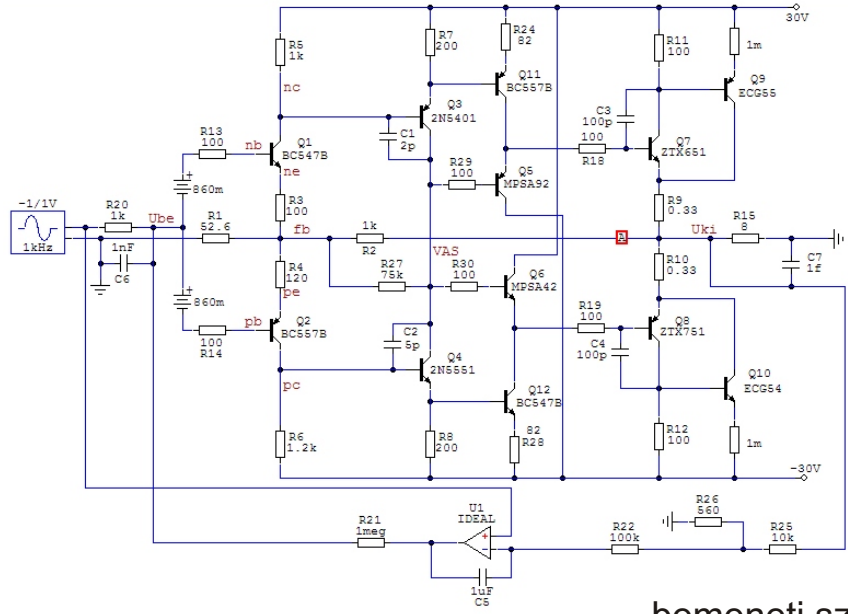 30V
R5
1k
nc
R7
200
R24
82
R11
100
1m
Q11
BC557B
Q9
ECG55
Q3
2N5401
C3
100p
R13
100
nb
Q1
BC547B
C1
2p
100
R18
Q7
ZTX651
ne
R29
100
Q5
MPSA92
+
860m
R3
100
R9
0.33
-1/1V
1kHz
R20
1k
Ube
R1
52.6
fb
1k
R2
A
Uki
R15
8
1nF
C6
R4
120
R27
75k
VAS
R30
100
Q6
MPSA42
R10
0.33
C7
1f
+
860m
pe
pb
Q2
BC557B
100
R14
C2
5p
R19
100
Q8
ZTX751
C4
100p
pc
Q4
2N5551
Q12
BC547B
Q10
ECG54
R6
1.2k
R8
200
82
R28
R12
100
1m
-30V
U1
IDEAL
+
-
R21
1meg
R26
560
R22
100k
R25
10k
1uF
C5